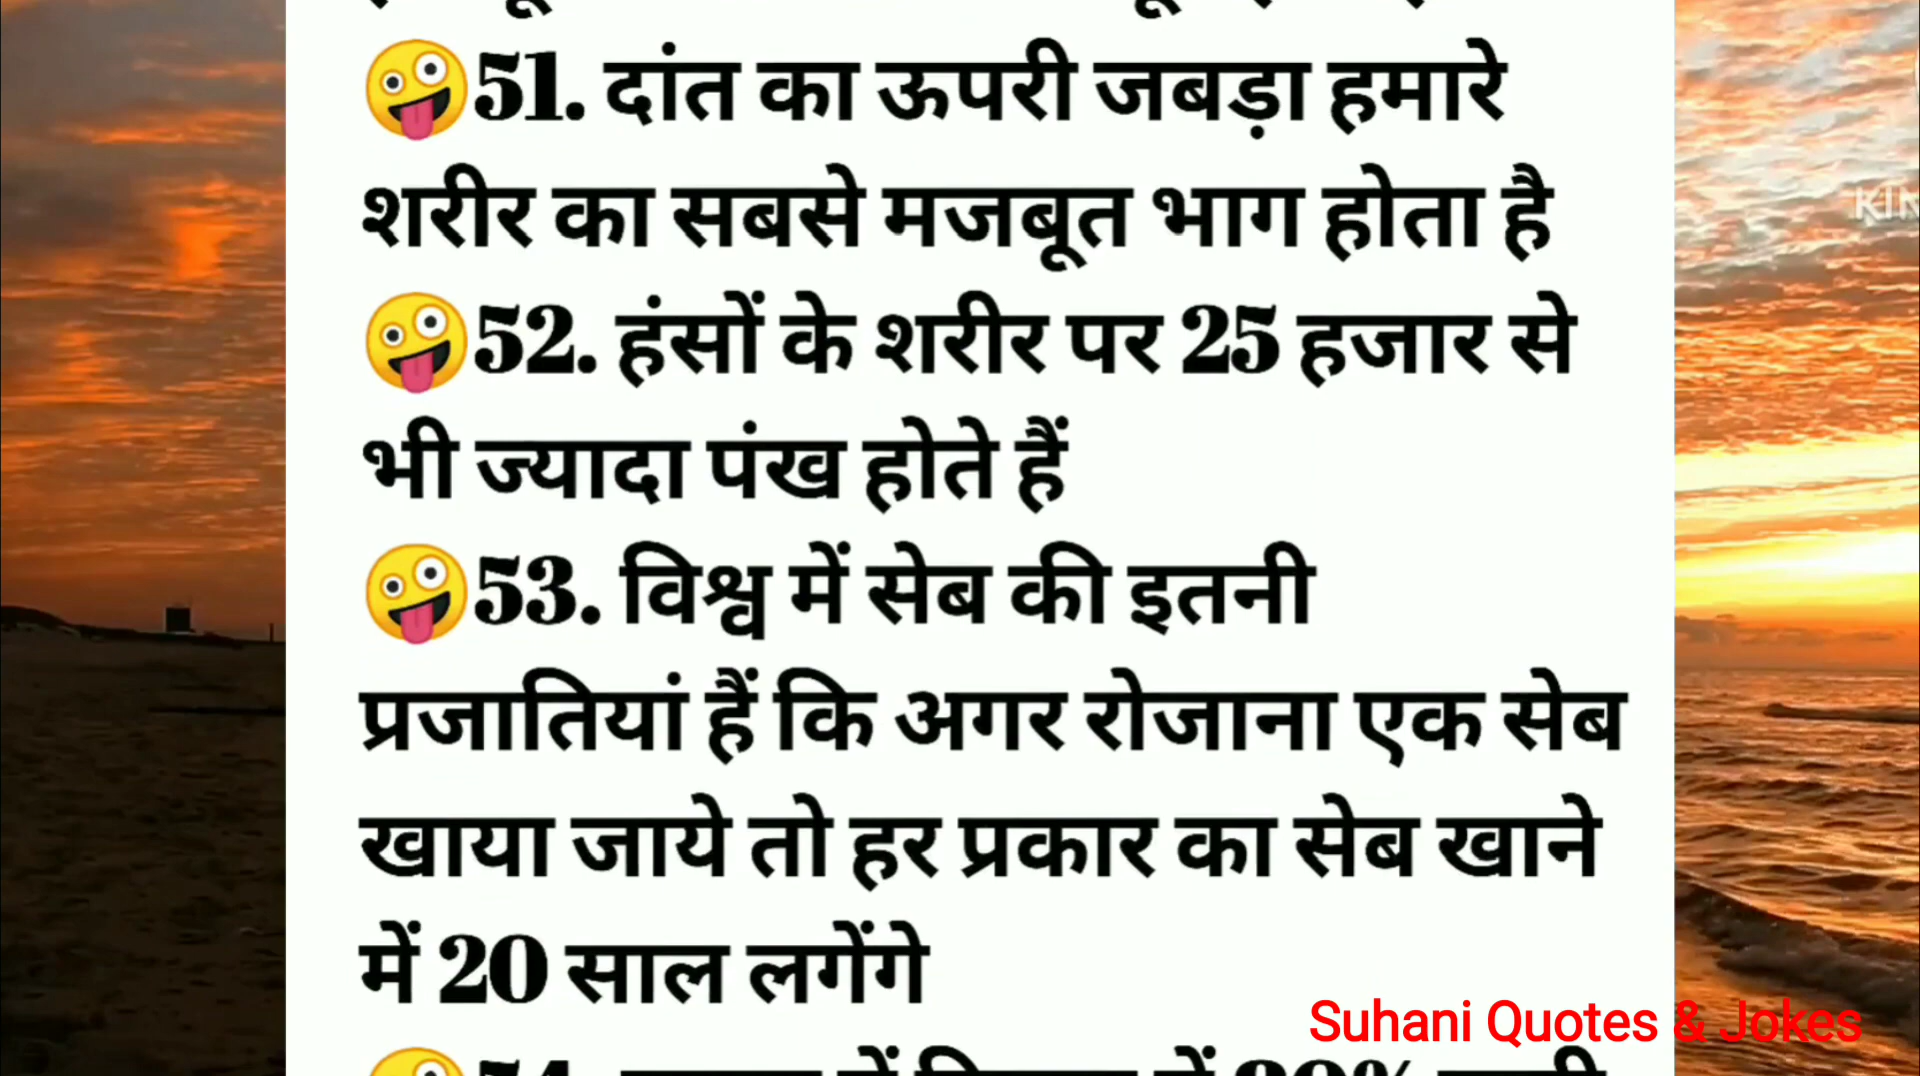 🤪51. दांत का ऊपरी जबड़ा हमारे
शरीर का सबसे मजबूत भाग होता है
🤪52. हंसों के शरीर पर 25 हजार से
भी ज्यादा पंख होते हैं
🤪53. विश्व में सेब की इतनी
प्रजातियां हैं कि अगर रोजाना एक सेब
खाया जाये तो हर प्रकार का सेब खाने
में 20 साल लगेंगे
Suhani Quotes & Jokes